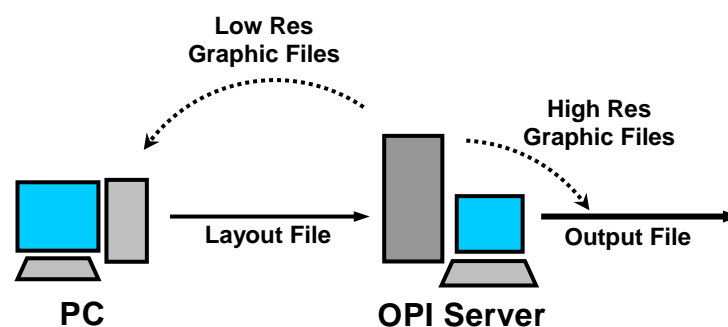 Low Res
Graphic Files
High Res
Graphic Files
Layout File
Output File
PC
OPI Server